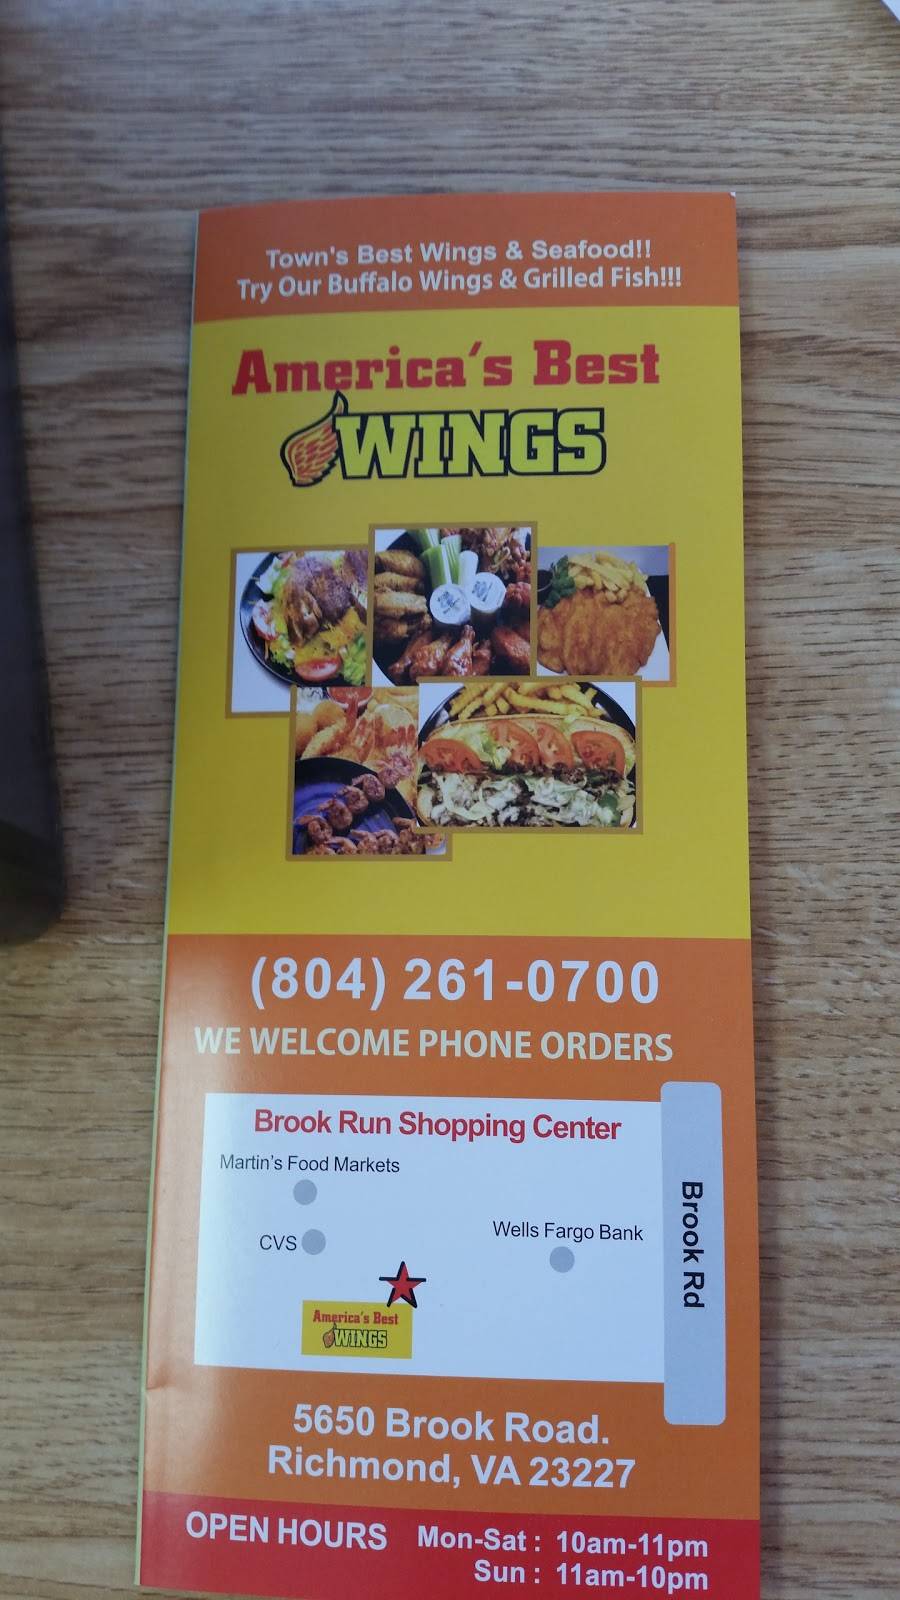 Town's Best Wings & Seafood!!
Try Our Buffalo Wings & Grilled Fish!!!
America's Best
WINGS
(804) 261-0700
WE WELCOME PHONE ORDERS
Brook Run Shopping Center
Martin's Food Markets
CVS
Wells Fargo Bank
Brook Rd
America's Best
WINGS
5650 Brook Road.
Richmond, VA 23227
OPEN HOURS Mon-Sat : 10am-11pm
Sun : 11am-10pm